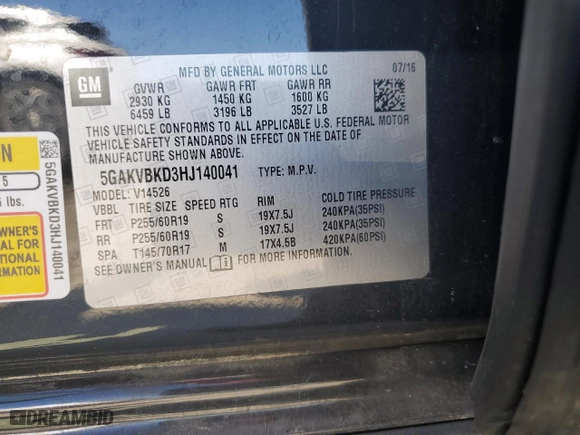 GM
MFD BY GENERAL MOTORS LLC 07/16
GVWR GAWR FRT GAWR RR
2930 KG 1450 KG 1600 KG
6459 LB 3196 LB 3527 LB
THIS VEHICLE CONFORMS TO ALL APPLICABLE U.S. FEDERAL MOTOR
VEHICLE SAFETY STANDARDS IN EFFECT ON THE DATE OF
MANUFACTURE SHOWN ABOVE.
5GAKVBKD3HJ140041 TYPE: M.P.V.
MODEL: V14526
VBBL TIRE SIZE SPEED RTG RIM COLD TIRE PRESSURE
FRT P255/60R19 S 19X7.5J 240KPA(35PSI)
RR P255/60R19 S 19X7.5J 240KPA(35PSI)
SPA T145/70R17 M 17X4.5B 420KPA(60PSI)
SEE OWNER'S MANUAL FOR MORE INFORMATION
N
5
lbs.
OWNER'S
AL FOR
TIONAL
RMATION
5GAKVBKD3HJ140041
DREAMBID